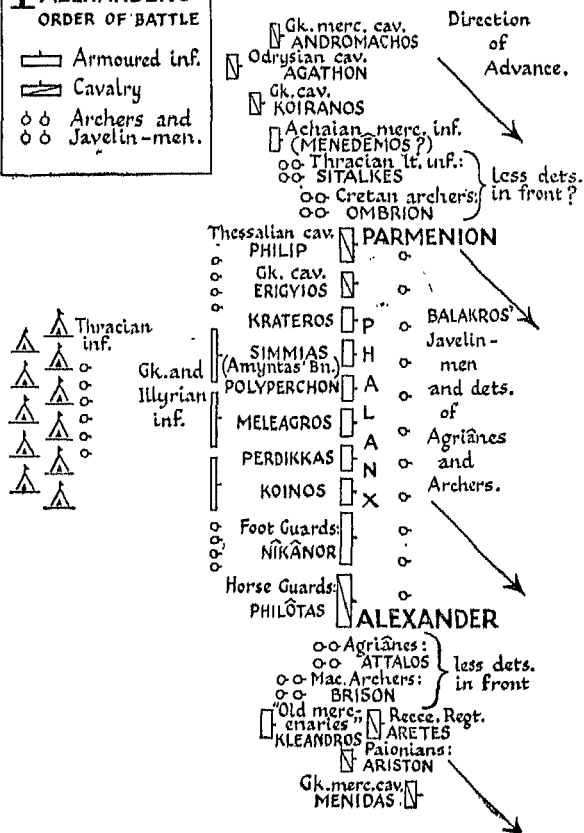 ORDER OF BATTLE
Armoured inf.
Cavalry
Archers and
Javelin-men.
Direction
of
Advance.
Gk. merc. cav.
ANDROMACHOS
Odrysian cav.
AGATHON
Gk. cav.
KOIRANOS
Achaian merc. inf.
(MENEDÊMOS?)
Thracian lt. inf.:
SITALKES
Cretan archers:
OMBRION
less dets.
in front?
Thessalian cav.
PHILIP
PARMENION
Gk. cav.
ERIGYIOS
KRATEROS
SIMMIAS
(Amyntas' Bn.)
POLYPERCHON
MELEAGROS
PERDIKKAS
KOINOS
PHALANX
Thracian
inf.
Gk. and
Illyrian
inf.
BALAKROS'
Javelin-
men
and dets.
of
Agriânes
and
Archers.
Foot Guards:
NÎKÂNOR
Horse Guards:
PHILÔTAS
ALEXANDER
Agriânes:
ATTALOS
Mac. Archers:
BRISON
less dets.
in front
"Old merc-
enaries"
KLEANDROS
Recce. Regt.
ARETES
Paionians:
ARISTON
Gk. merc. cav.
MENIDAS